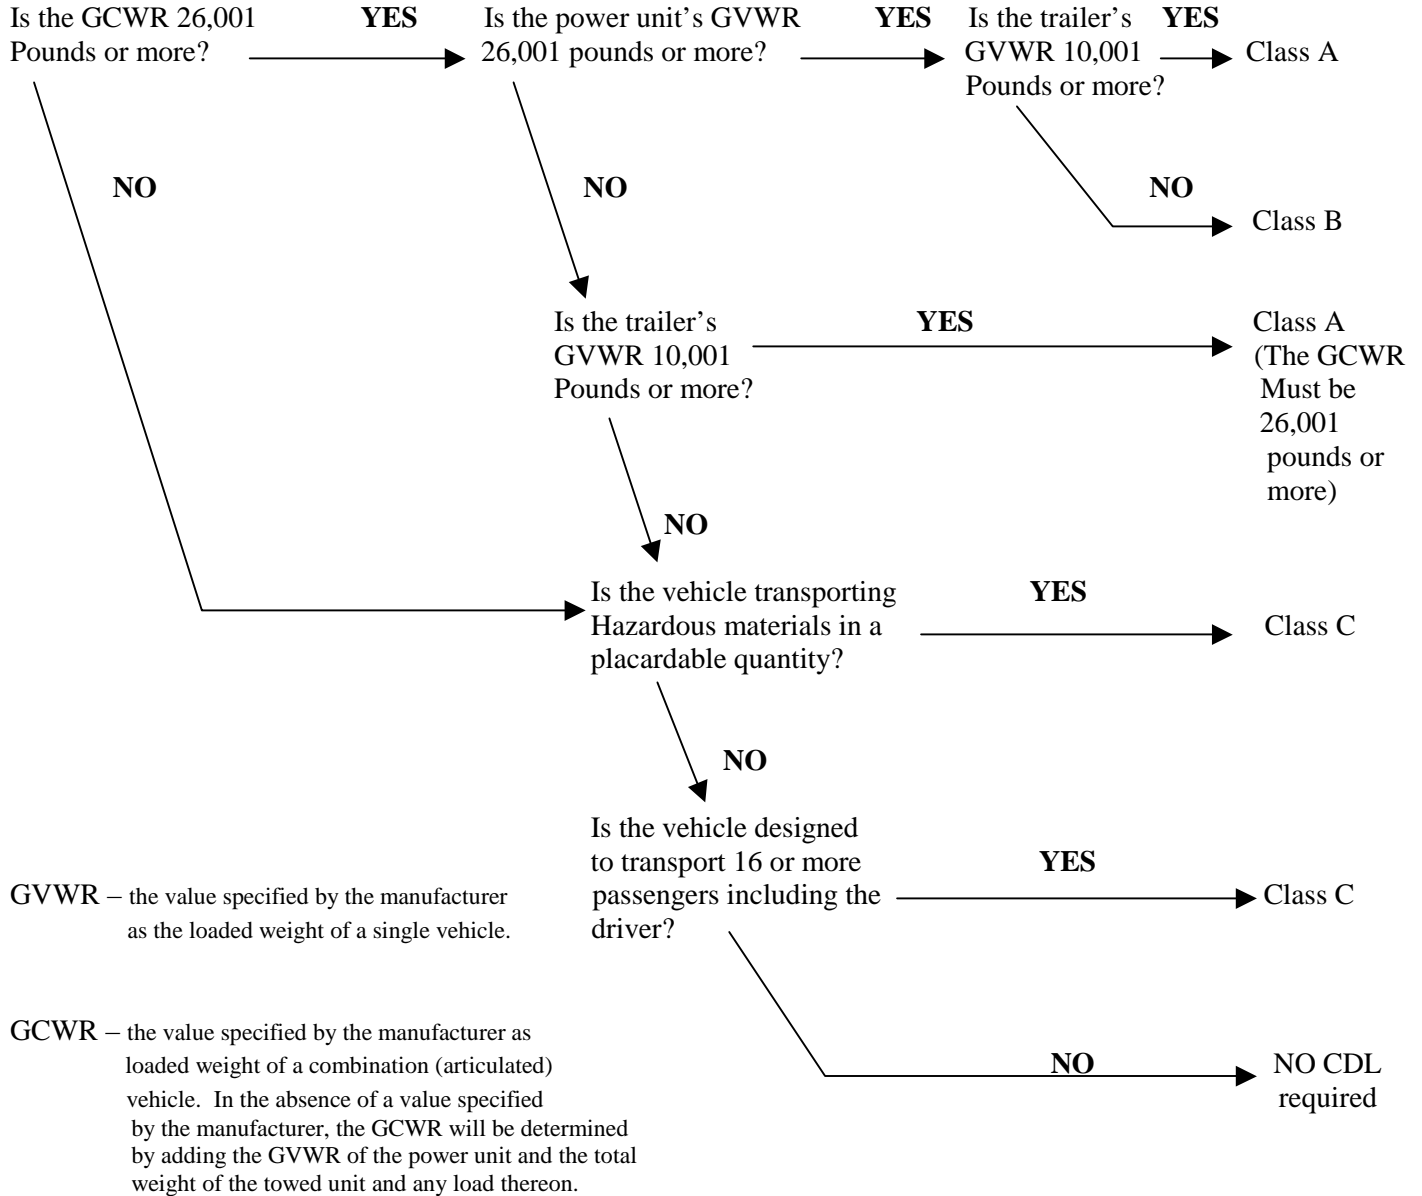 Is the GCWR 26,001
Pounds or more?
YES
Is the power unit’s GVWR
26,001 pounds or more?
YES
Is the trailer’s
GVWR 10,001
Pounds or more?
YES
Class A
NO
NO
NO
Class B
Is the trailer’s
GVWR 10,001
Pounds or more?
YES
Class A
(The GCWR
Must be
26,001
pounds or
more)
NO
Is the vehicle transporting
Hazardous materials in a
placardable quantity?
YES
Class C
NO
Is the vehicle designed
to transport 16 or more
passengers including the
driver?
YES
Class C
GVWR – the value specified by the manufacturer
as the loaded weight of a single vehicle.
GCWR – the value specified by the manufacturer as
loaded weight of a combination (articulated)
vehicle. In the absence of a value specified
by the manufacturer, the GCWR will be determined
by adding the GVWR of the power unit and the total
weight of the towed unit and any load thereon.
NO
NO CDL
required